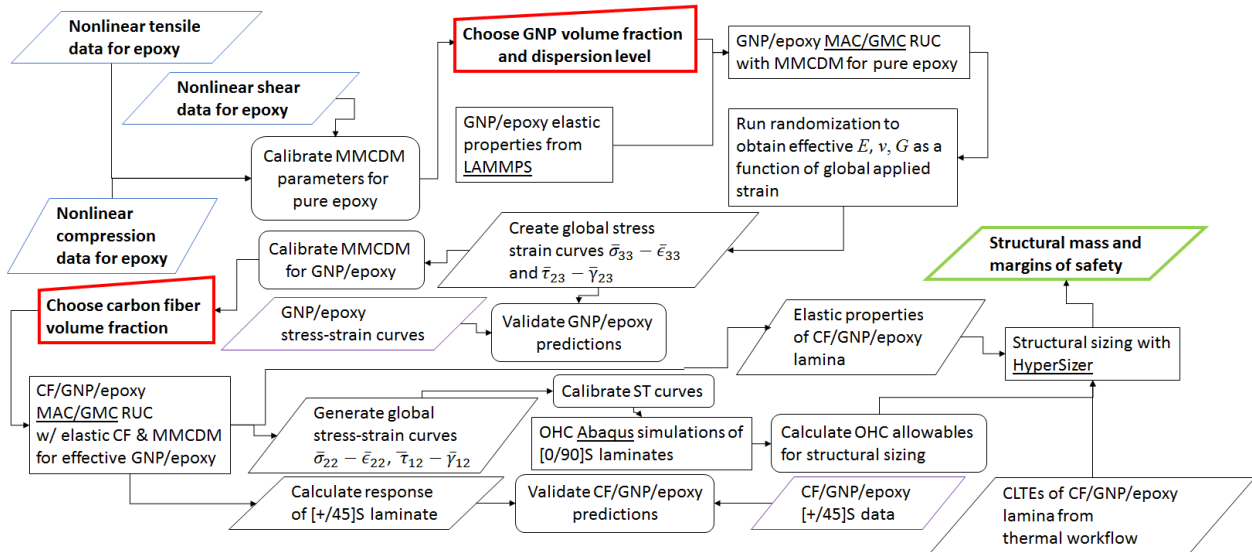 Nonlinear tensile
data for epoxy
Nonlinear shear
data for epoxy
Nonlinear
compression
data for epoxy
Calibrate MMCDM
parameters for
pure epoxy
Choose GNP volume fraction
and dispersion level
GNP/epoxy elastic
properties from
LAMMPS
GNP/epoxy MAC/GMC RUC
with MMCDM for pure epoxy
Run randomization to
obtain effective E, ν, G as a
function of global applied
strain
Create global stress
strain curves σ̄₃₃ − ε̄₃₃
and τ̄₂₃ − γ̄₂₃
Calibrate MMCDM
for GNP/epoxy
Choose carbon fiber
volume fraction
GNP/epoxy
stress-strain curves
Validate GNP/epoxy
predictions
Structural mass and
margins of safety
Elastic properties
of CF/GNP/epoxy
lamina
Structural sizing with
HyperSizer
CF/GNP/epoxy
MAC/GMC RUC
w/ elastic CF & MMCDM
for effective GNP/epoxy
Generate global
stress-strain curves
σ̄₂₂ − ε̄₂₂, τ̄₁₂ − γ̄₁₂
Calibrate ST curves
OHC Abaqus simulations of
[0/90]S laminates
Calculate OHC allowables
for structural sizing
Calculate response
of [+/45]S laminate
Validate CF/GNP/epoxy
predictions
CF/GNP/epoxy
[+/45]S data
CLTEs of CF/GNP/epoxy
lamina from
thermal workflow